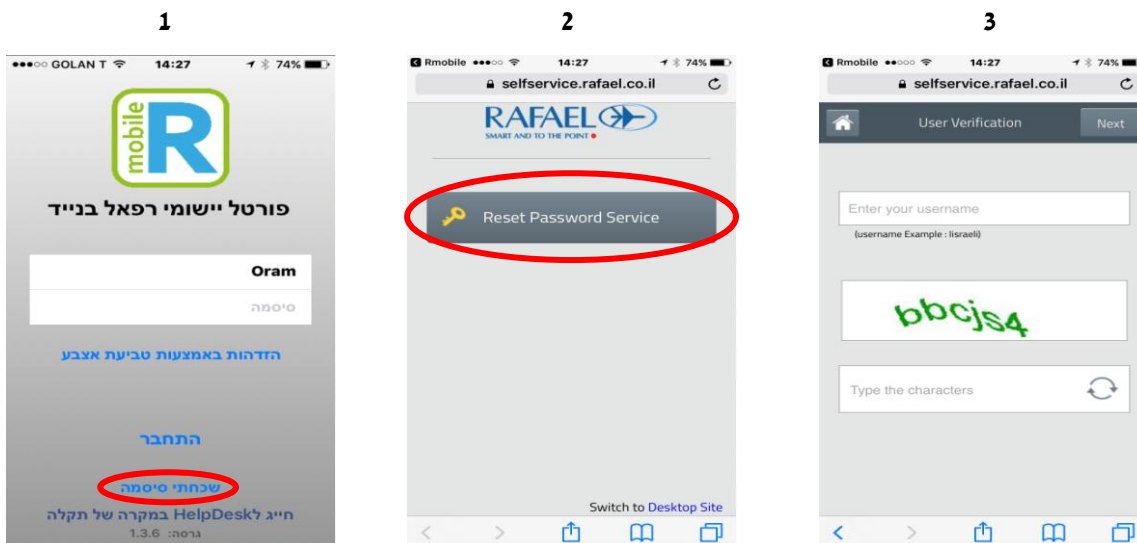 1
GOLAN T 14:27 74%
mobile R
פורטל יישומי רפאל בנייד
Oram
סיסמה
הזדהות באמצעות טביעת אצבע
התחבר
שכחתי סיסמה
חייג לHelpDesk במקרה של תקלה
גרסה: 1.3.6
2
Rmobile 14:27 74%
selfservice.rafael.co.il
RAFAEL
SMART AND TO THE POINT
Reset Password Service
Switch to Desktop Site
3
Rmobile 14:27 74%
selfservice.rafael.co.il
User Verification Next
Enter your username
(username Example : lisraeli)
bbcjs4
Type the characters